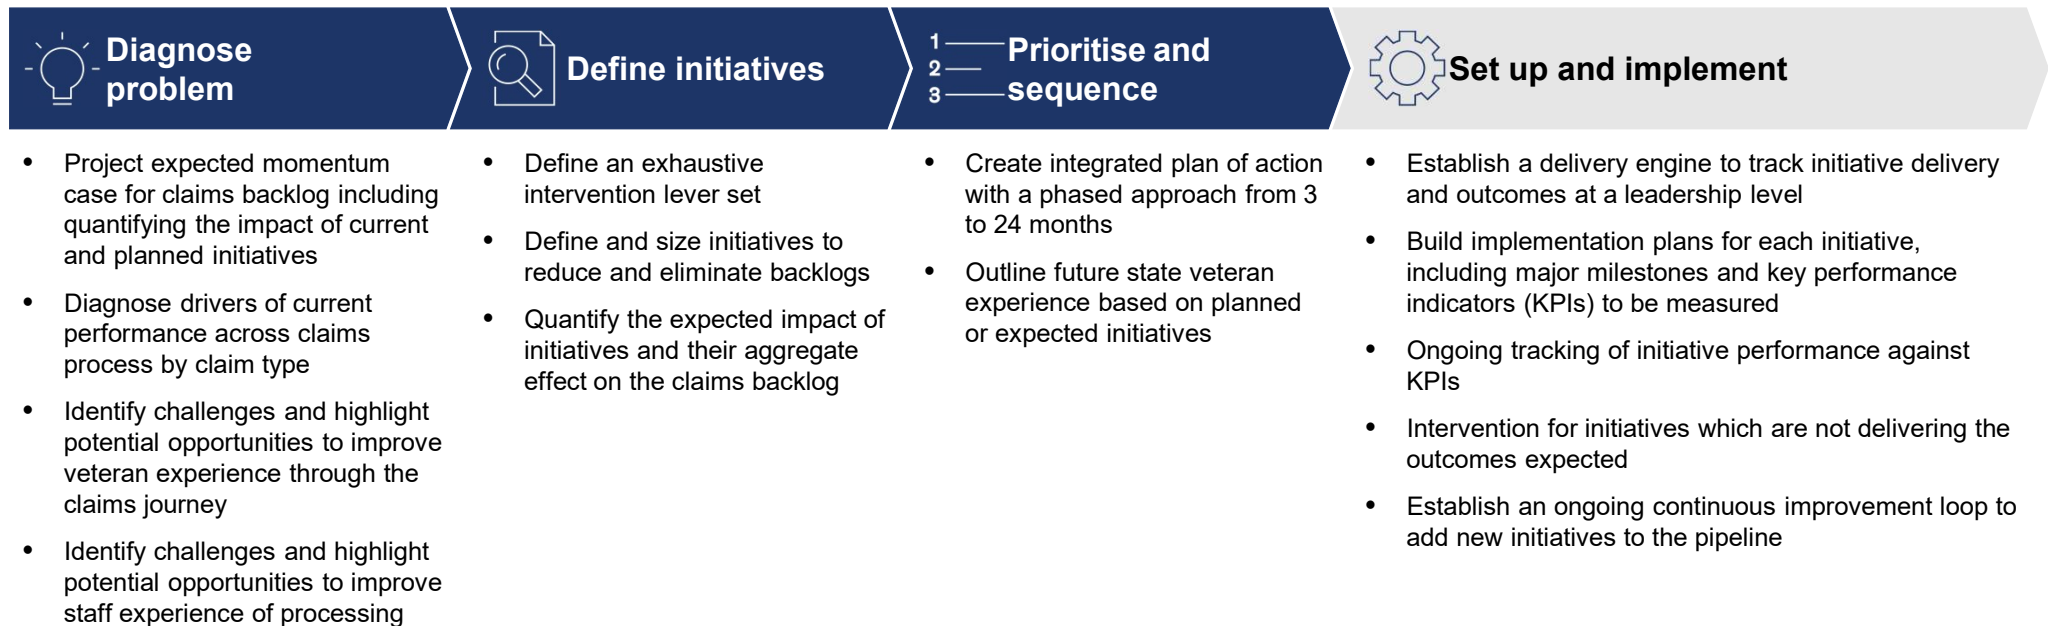 Diagnose
problem
• Project expected momentum
case for claims backlog including
quantifying the impact of current
and planned initiatives
• Diagnose drivers of current
performance across claims
process by claim type
• Identify challenges and highlight
potential opportunities to improve
veteran experience through the
claims journey
• Identify challenges and highlight
potential opportunities to improve
staff experience of processing
Define initiatives
• Define an exhaustive
intervention lever set
• Define and size initiatives to
reduce and eliminate backlogs
• Quantify the expected impact of
initiatives and their aggregate
effect on the claims backlog
1
2
3
Prioritise and
sequence
• Create integrated plan of action
with a phased approach from 3
to 24 months
• Outline future state veteran
experience based on planned
or expected initiatives
Set up and implement
• Establish a delivery engine to track initiative delivery
and outcomes at a leadership level
• Build implementation plans for each initiative,
including major milestones and key performance
indicators (KPIs) to be measured
• Ongoing tracking of initiative performance against
KPIs
• Intervention for initiatives which are not delivering the
outcomes expected
• Establish an ongoing continuous improvement loop to
add new initiatives to the pipeline